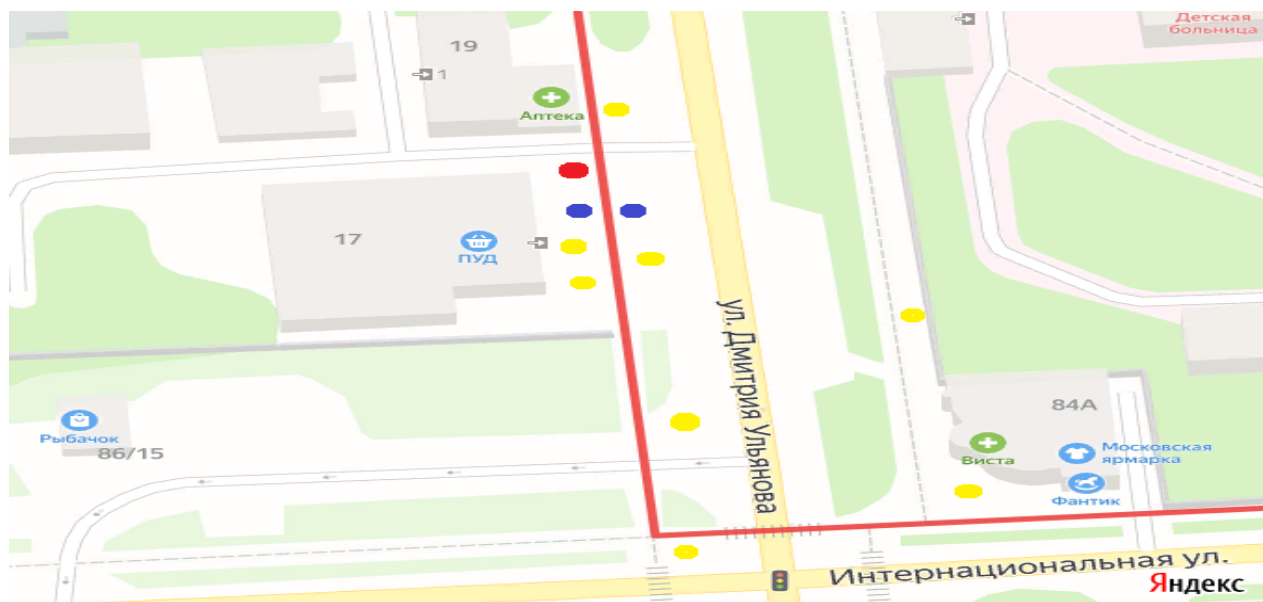 Детская
больница
19
1
Аптека
17
ПУД
ул. Дмитрия Ульянова
84А
Рыбачок
86/15
Виста
Московская
ярмарка
Фантик
Интернациональная ул.
Яндекс